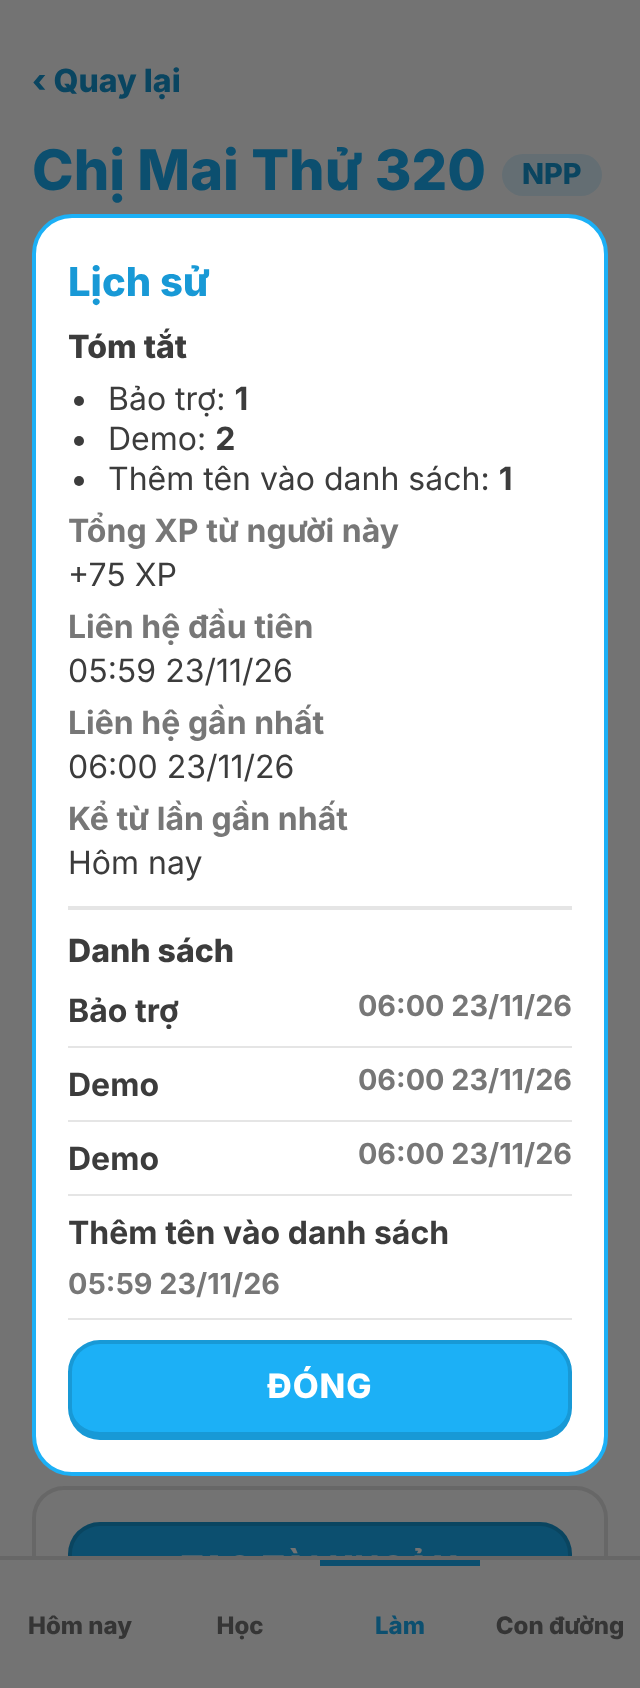 ‹ Quay lại
Chị Mai Thử 320 NPP
Lịch sử
Tóm tắt
• Bảo trợ: 1
• Demo: 2
• Thêm tên vào danh sách: 1
Tổng XP từ người này
+75 XP
Liên hệ đầu tiên
05:59 23/11/26
Liên hệ gần nhất
06:00 23/11/26
Kể từ lần gần nhất
Hôm nay
Danh sách
Bảo trợ 06:00 23/11/26
Demo 06:00 23/11/26
Demo 06:00 23/11/26
Thêm tên vào danh sách
05:59 23/11/26
ĐÓNG
Hôm nay Học Làm Con đường